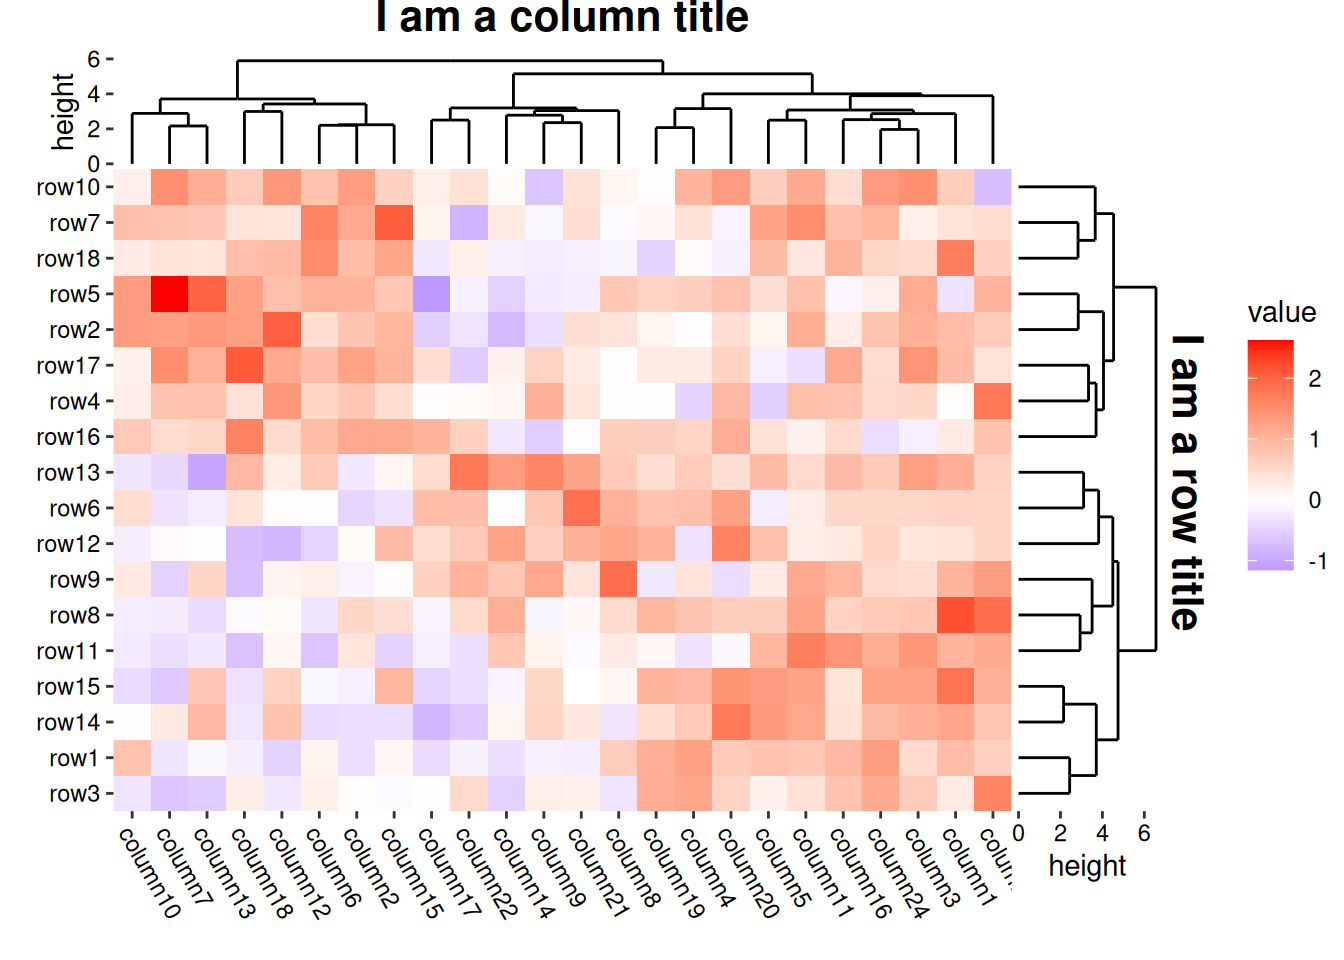 I am a column title
height
6
4
2
0
row10
row7
row18
row5
row2
row17
row4
row16
row13
row6
row12
row9
row8
row11
row15
row14
row1
row3
column10
column7
column13
column18
column12
column6
column2
column15
column17
column22
column14
column9
column21
column8
column19
column4
column20
column5
column11
column16
column24
column3
column1
0 2 4 6
height
I am a row title
value
2
1
0
-1